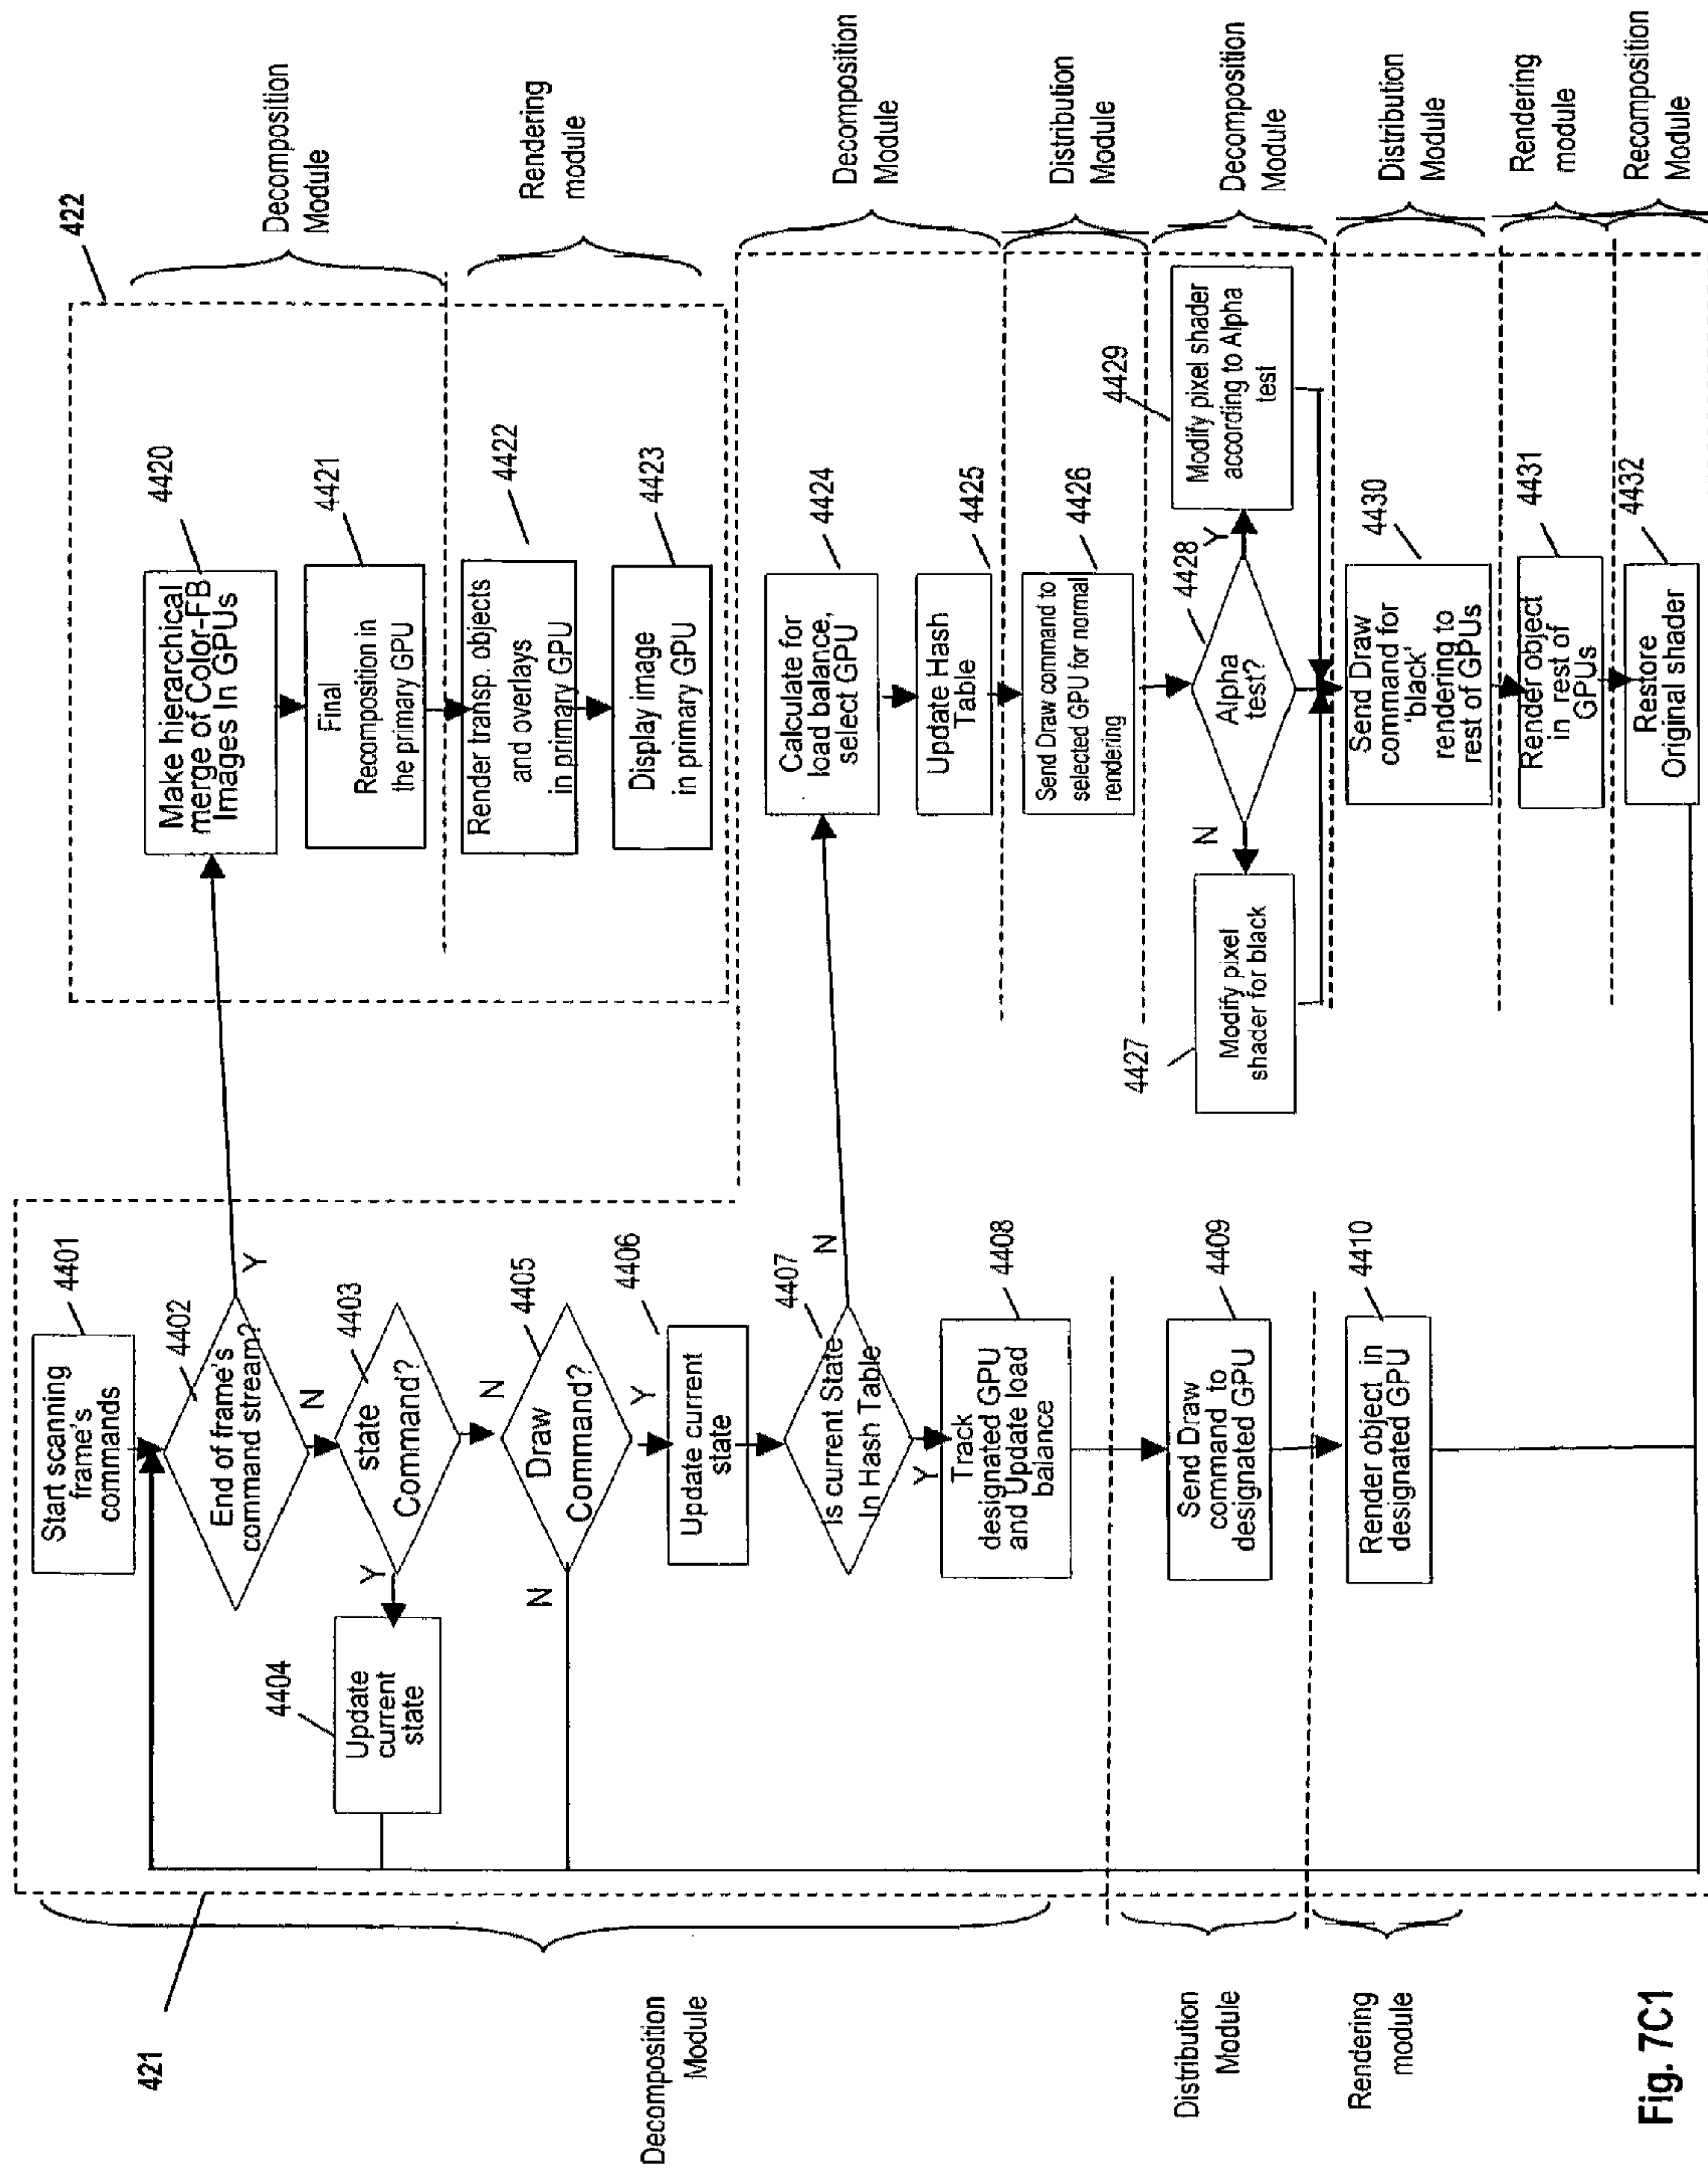 421
Decomposition
Module
Distribution
Module
Rendering
module
Fig. 7C1
4401
Start scanning
frame's
commands
4402
End of frame's
command stream?
Y
N
4403
state
Command?
Y
N
4404
Update
current
state
4405
Draw
Command?
N
Y
4406
Update current
state
4407
Is current State
In Hash Table
N
Y
4408
Track
designated GPU
and Update load
balance
4409
Send Draw
command to
designated GPU
4410
Render object in
designated GPU
422
4420
Make hierarchical
merge of Color-FB
Images In GPUs
4421
Final
Recomposition in
the primary GPU
4422
Render transp. objects
and overlays
in primary GPU
4423
Display image
in primary GPU
Decomposition
Module
Rendering
module
4424
Calculate for
load balance,
select GPU
4425
Update Hash
Table
4426
Send Draw command to
selected GPU for normal
rendering
4428
Alpha
test?
N
Y
4427
Modify pixel
shader for black
4429
Modify pixel shader
according to Alpha
test
4430
Send Draw
command for
'black'
rendering to
rest of GPUs
4431
Render object
in rest of
GPUs
4432
Restore
Original shader
Decomposition
Module
Distribution
Module
Decomposition
Module
Distribution
Module
Rendering
module
Recomposition
Module